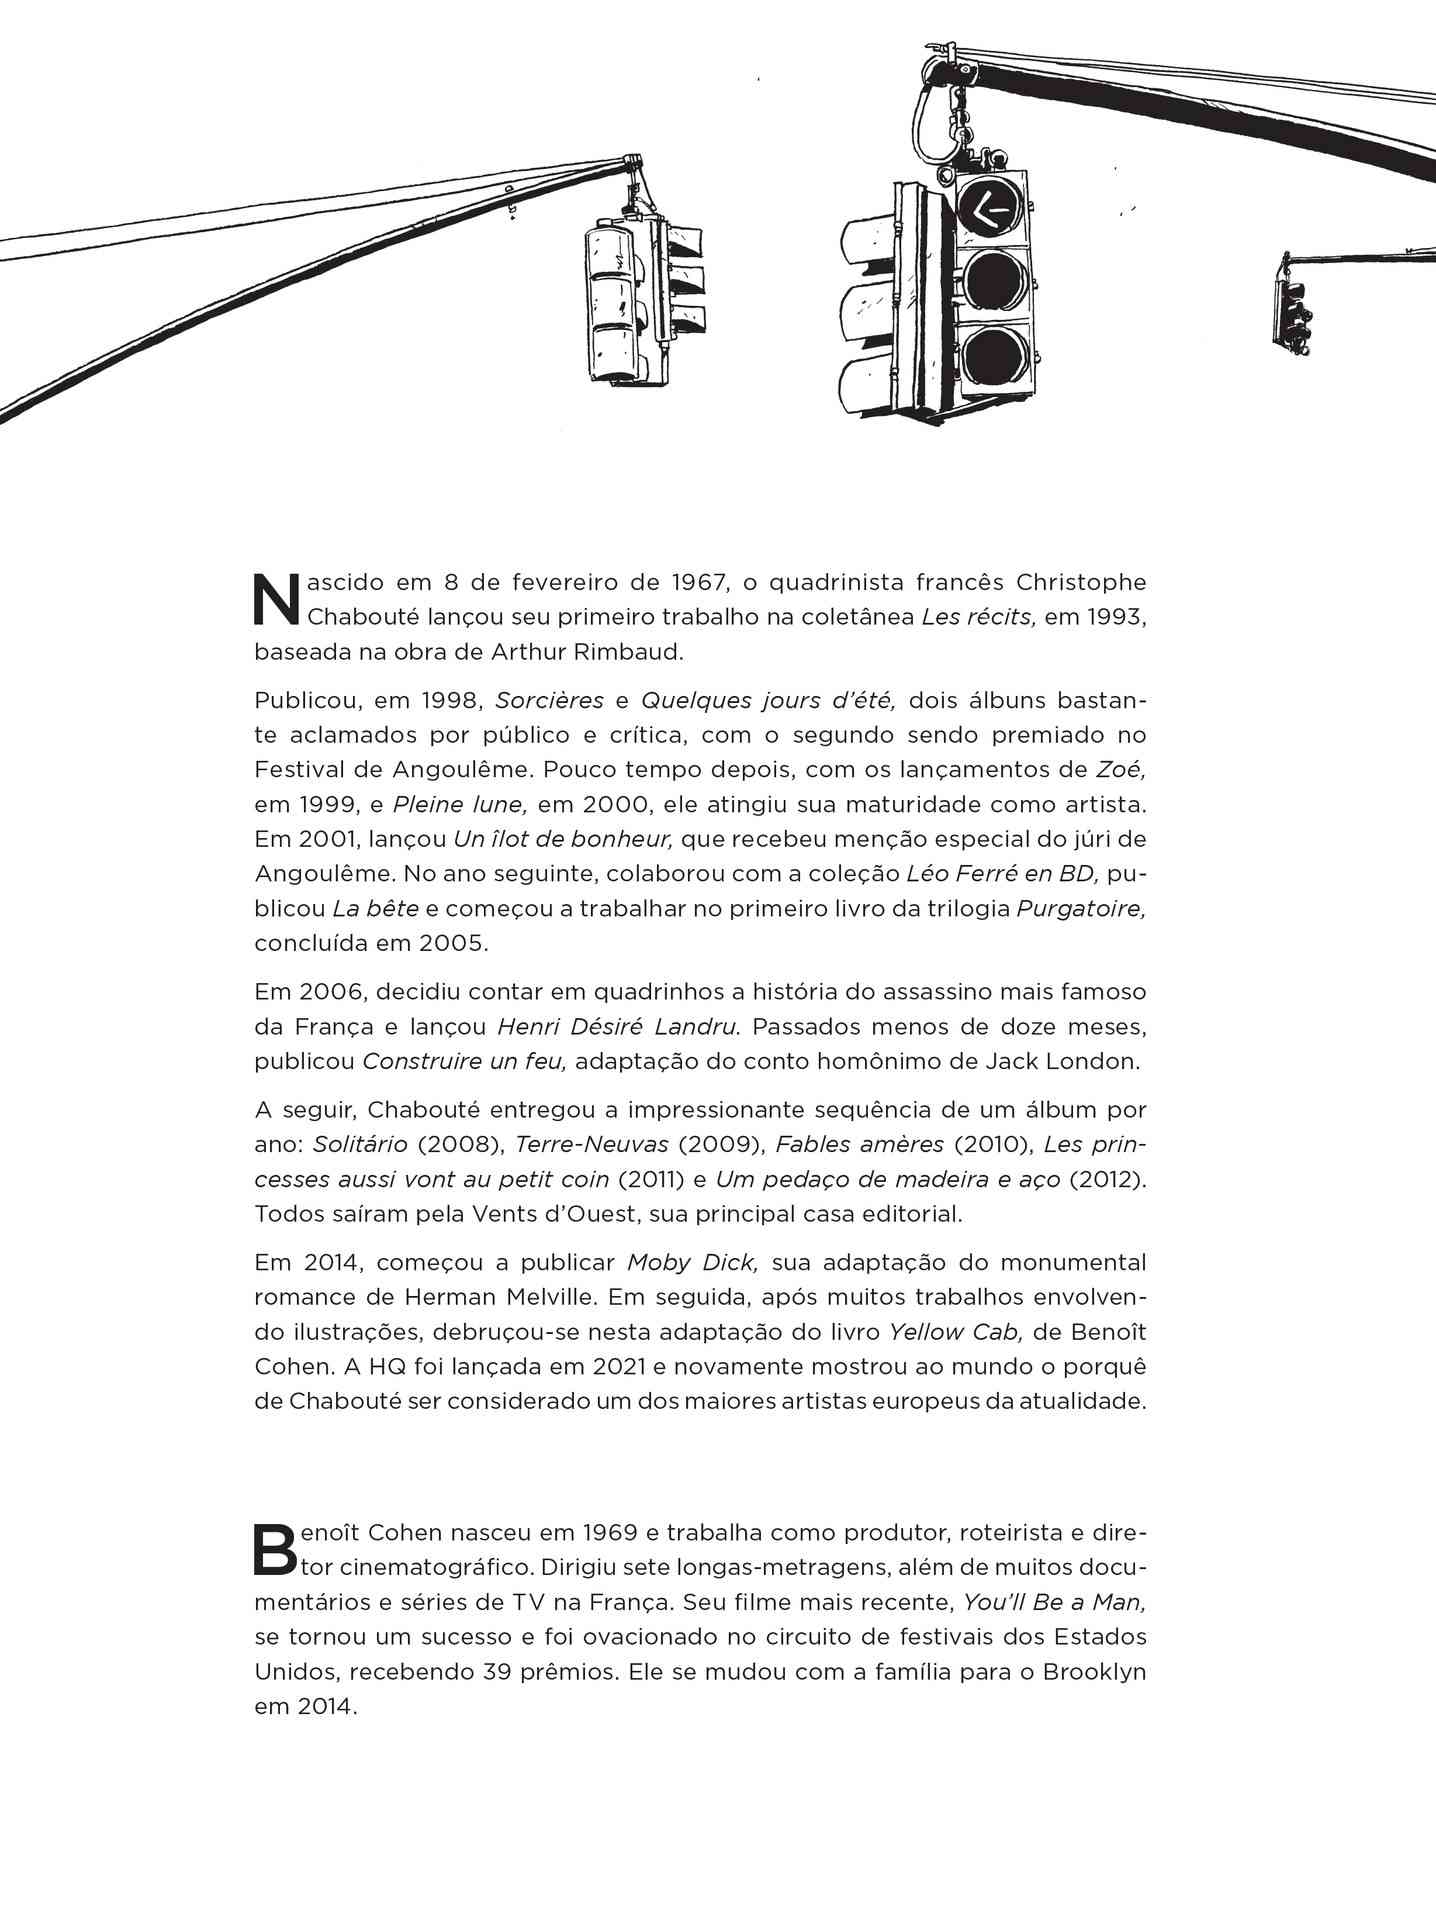 Nascido em 8 de fevereiro de 1967, o quadrinista francês Christophe
Chabouté lançou seu primeiro trabalho na coletânea Les récits, em 1993,
baseada na obra de Arthur Rimbaud.
Publicou, em 1998, Sorcières e Quelques jours d’été, dois álbuns bastan-
te aclamados por público e crítica, com o segundo sendo premiado no
Festival de Angoulême. Pouco tempo depois, com os lançamentos de Zoé,
em 1999, e Pleine lune, em 2000, ele atingiu sua maturidade como artista.
Em 2001, lançou Un îlot de bonheur, que recebeu menção especial do júri de
Angoulême. No ano seguinte, colaborou com a coleção Léo Ferré en BD, pu-
blicou La bête e começou a trabalhar no primeiro livro da trilogia Purgatoire,
concluída em 2005.
Em 2006, decidiu contar em quadrinhos a história do assassino mais famoso
da França e lançou Henri Désiré Landru. Passados menos de doze meses,
publicou Construire un feu, adaptação do conto homônimo de Jack London.
A seguir, Chabouté entregou a impressionante sequência de um álbum por
ano: Solitário (2008), Terre-Neuvas (2009), Fables amères (2010), Les prin-
cesses aussi vont au petit coin (2011) e Um pedaço de madeira e aço (2012).
Todos saíram pela Vents d’Ouest, sua principal casa editorial.
Em 2014, começou a publicar Moby Dick, sua adaptação do monumental
romance de Herman Melville. Em seguida, após muitos trabalhos envolven-
do ilustrações, debruçou-se nesta adaptação do livro Yellow Cab, de Benoît
Cohen. A HQ foi lançada em 2021 e novamente mostrou ao mundo o porquê
de Chabouté ser considerado um dos maiores artistas europeus da atualidade.
Benoît Cohen nasceu em 1969 e trabalha como produtor, roteirista e dire-
tor cinematográfico. Dirigiu sete longas-metragens, além de muitos docu-
mentários e séries de TV na França. Seu filme mais recente, You’ll Be a Man,
se tornou um sucesso e foi ovacionado no circuito de festivais dos Estados
Unidos, recebendo 39 prêmios. Ele se mudou com a família para o Brooklyn
em 2014.